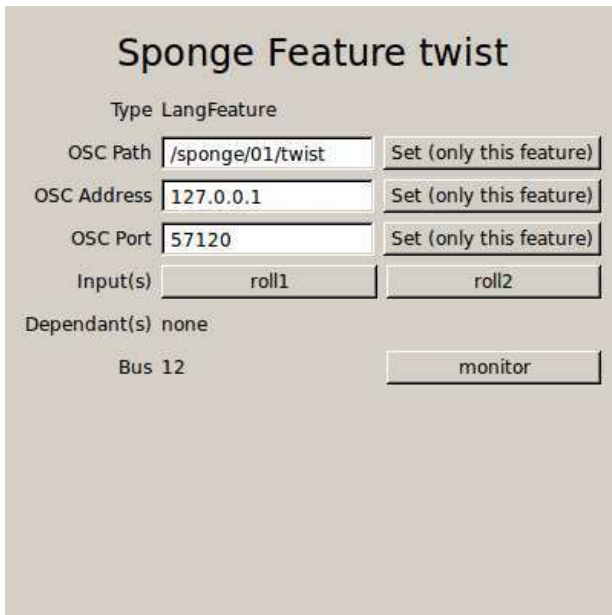 Sponge Feature twist
Type LangFeature
OSC Path /sponge/01/twist Set (only this feature)
OSC Address 127.0.0.1 Set (only this feature)
OSC Port 57120 Set (only this feature)
Input(s) roll1 roll2
Dependant(s) none
Bus 12 monitor